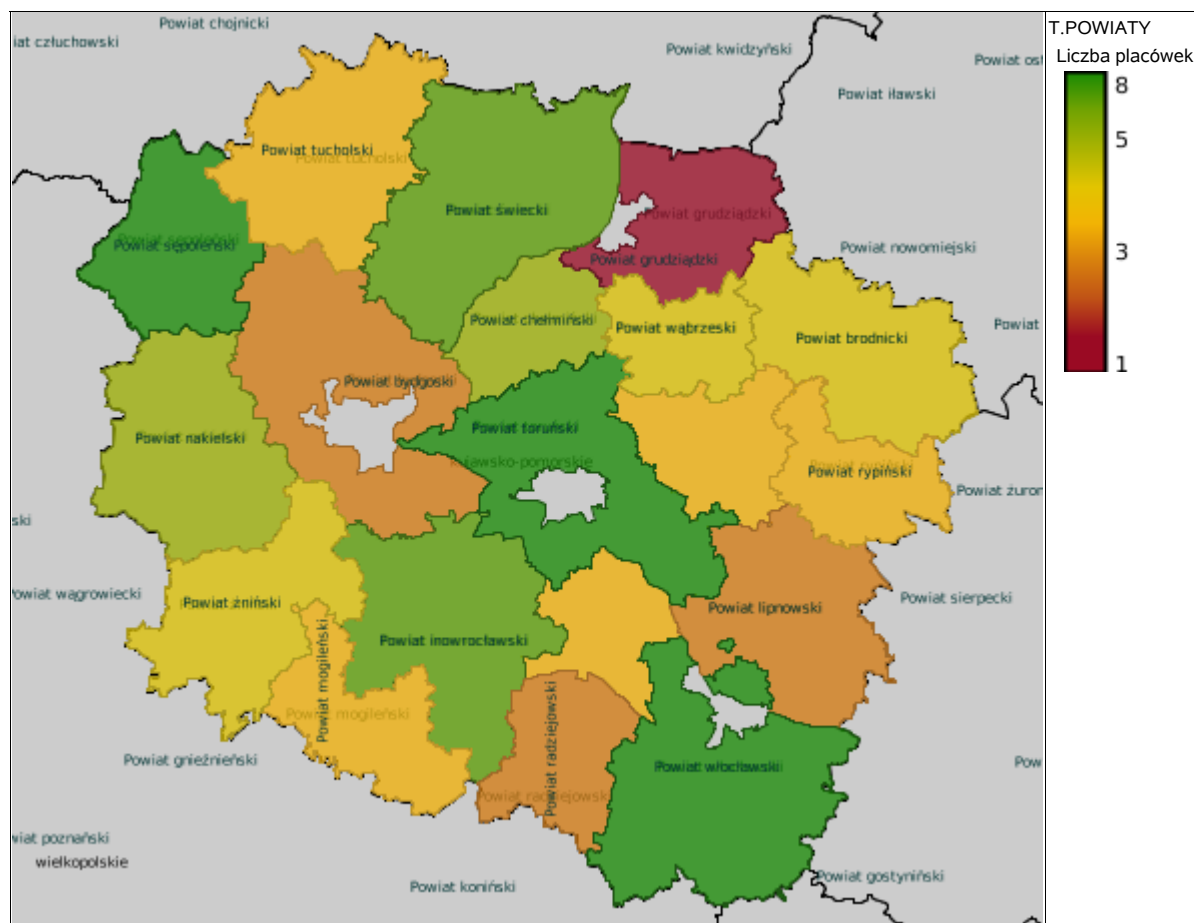 Powiat chojnicki
iat człuchowski
Powiat kwidzyński
Powiat ost
Powiat iławski
Powiat tucholski
Powiat tucholski
Powiat świecki
Powiat grudziądzki
Powiat sępoleński
Powiat sępoleński
Powiat nowomiejski
Powiat grudziądzki
Powiat chełmiński
Powiat wąbrzeski
Powiat
Powiat brodnicki
Powiat bydgoski
Powiat toruński
Powiat nakielski
kujawsko-pomorskie
Powiat rypiński
Powiat żuron
ski
Powiat wągrowiecki
Powiat żniński
Powiat lipnowski
Powiat sierpecki
Powiat inowrocławski
Powiat mogileński
Powiat mogileński
Powiat radziejowski
Powiat gnieźnieński
Powiat włocławski
Pow
Powiat radziejowski
wiat poznański
wielkopolskie
Powiat koniński
Powiat gostyniński
T.POWIATY
Liczba placówek
8
5
3
1